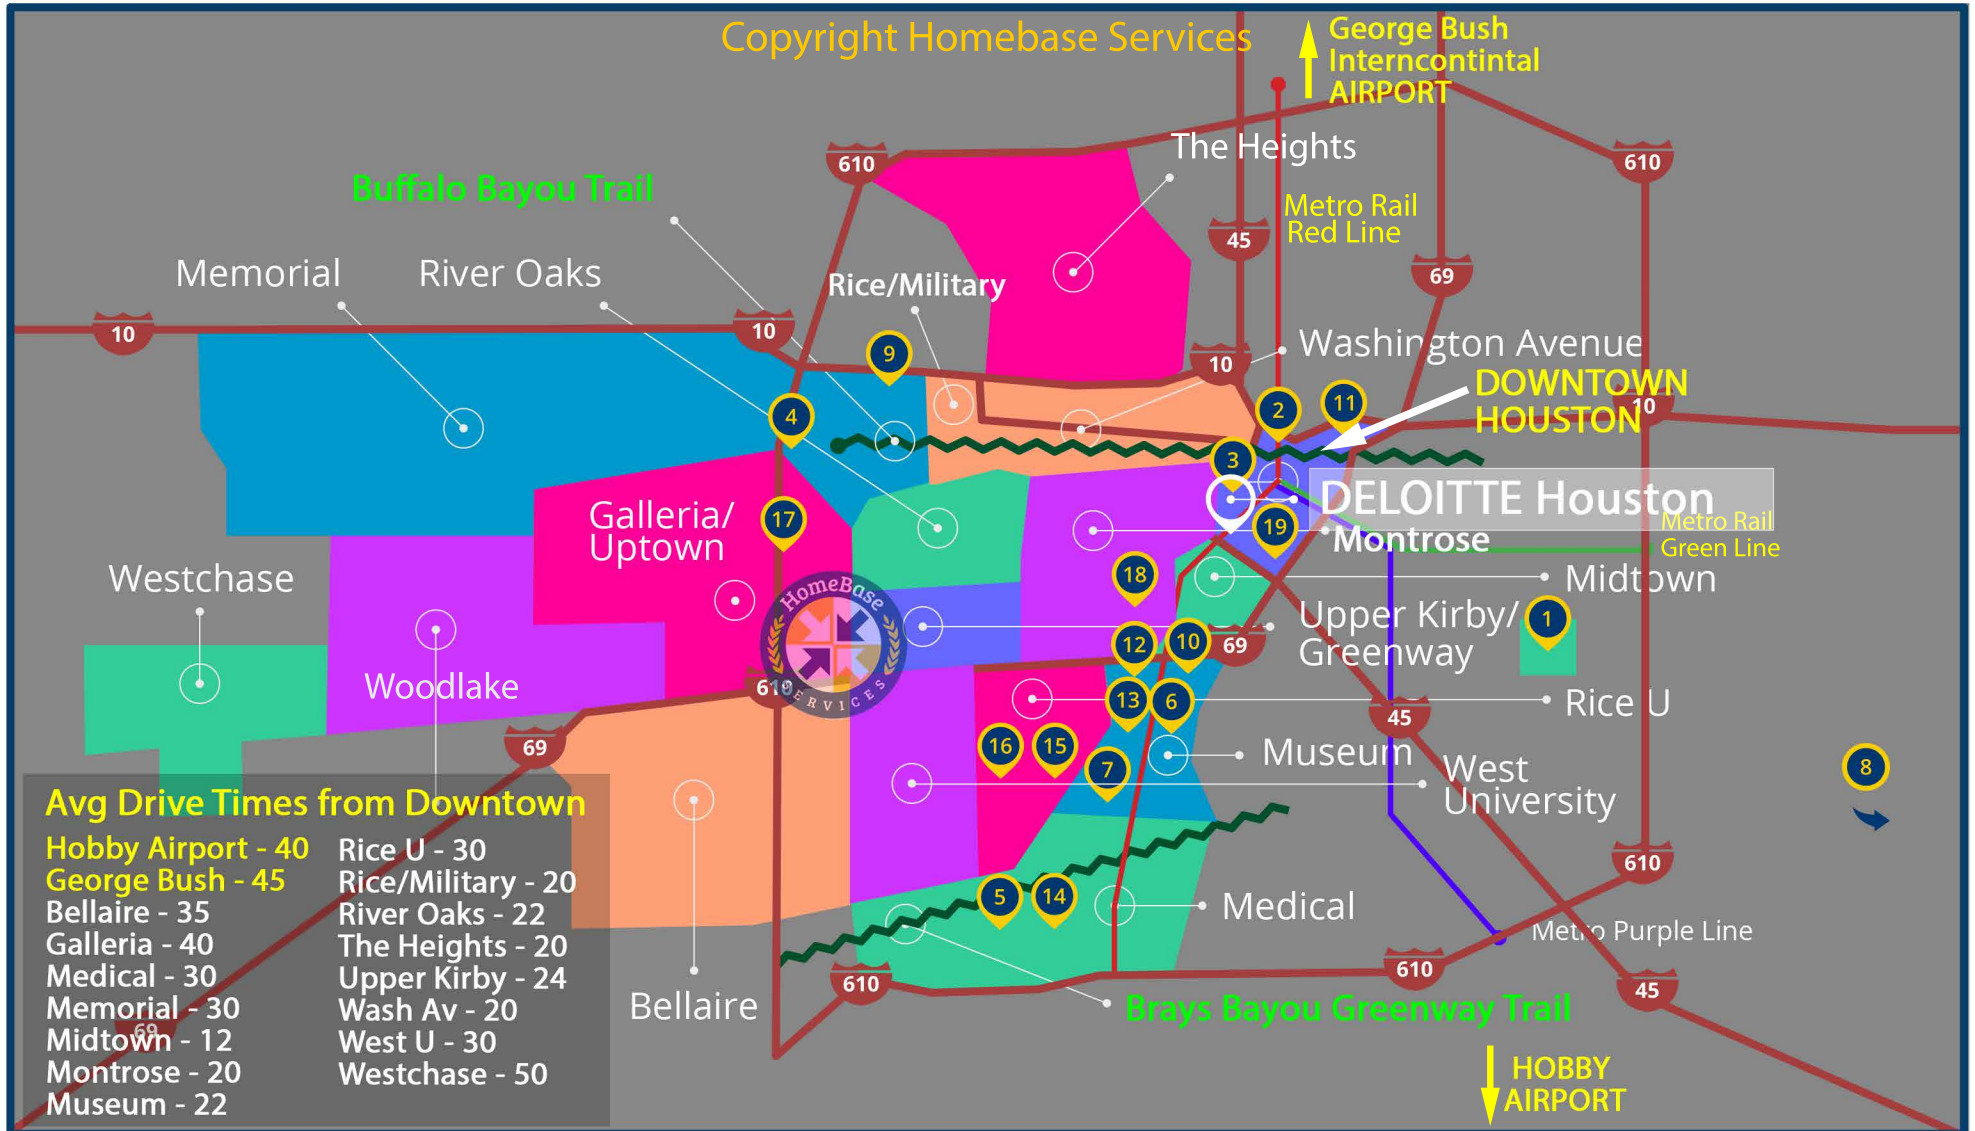 Copyright Homebase Services
George Bush
Interncontintal
AIRPORT
The Heights
610
610
Buffalo Bayou Trail
Metro Rail
Red Line
45
69
Memorial
River Oaks
Rice/Military
10
10
9
10
Washington Avenue
DOWNTOWN
HOUSTON
10
4
2
11
3
DELOITTE Houston
Galleria/
Uptown
17
19
Montrose
Metro Rail
Green Line
Westchase
18
Midtown
HomeBase
SERVICES
Upper Kirby/
Greenway
1
12
10
69
Woodlake
610
13
6
Rice U
45
69
16
15
7
Museum
West
University
8
Avg Drive Times from Downtown
Hobby Airport - 40
George Bush - 45
Bellaire - 35
Galleria - 40
Medical - 30
Memorial - 30
Midtown - 12
Montrose - 20
Museum - 22
Rice U - 30
Rice/Military - 20
River Oaks - 22
The Heights - 20
Upper Kirby - 24
Wash Av - 20
West U - 30
Westchase - 50
69
610
5
14
Medical
Metro Purple Line
610
610
45
Bellaire
Brays Bayou Greenway Trail
HOBBY
AIRPORT